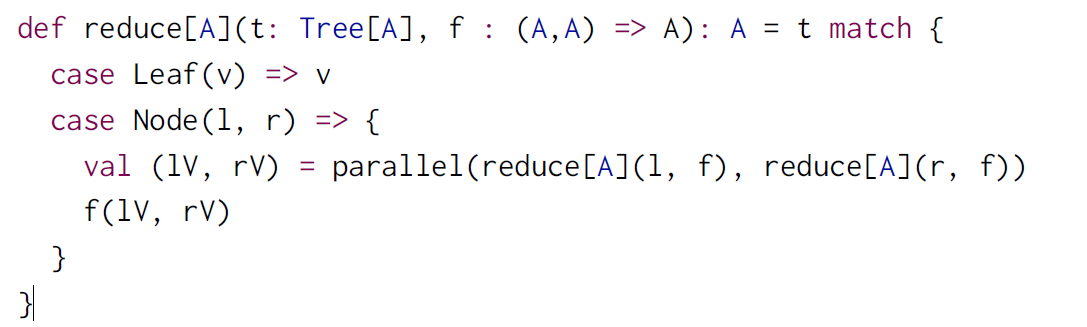 def reduce[A](t: Tree[A], f : (A,A) => A): A = t match {
  case Leaf(v) => v
  case Node(l, r) => {
    val (lV, rV) = parallel(reduce[A](l, f), reduce[A](r, f))
    f(lV, rV)
  }
}